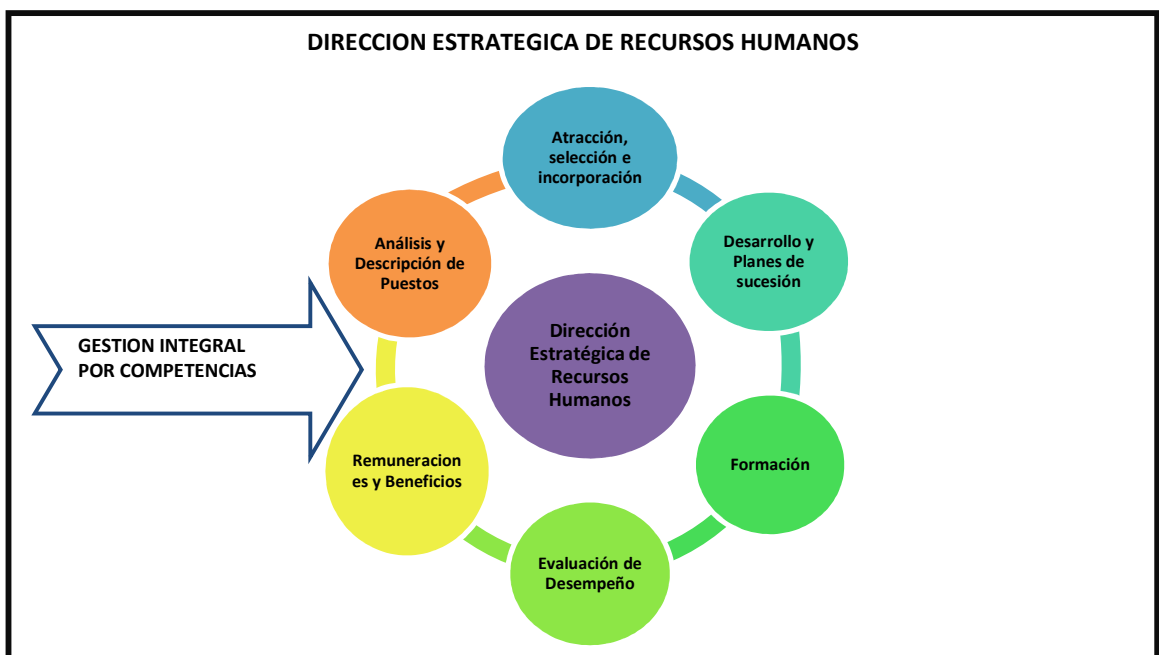 DIRECCION ESTRATEGICA DE RECURSOS HUMANOS
Atracción,
selección e
incorporación
Análisis y
Descripción de
Puestos
Desarrollo y
Planes de
sucesión
Dirección
Estratégica de
Recursos
Humanos
GESTION INTEGRAL
POR COMPETENCIAS
Remuneracion
es y Beneficios
Formación
Evaluación de
Desempeño